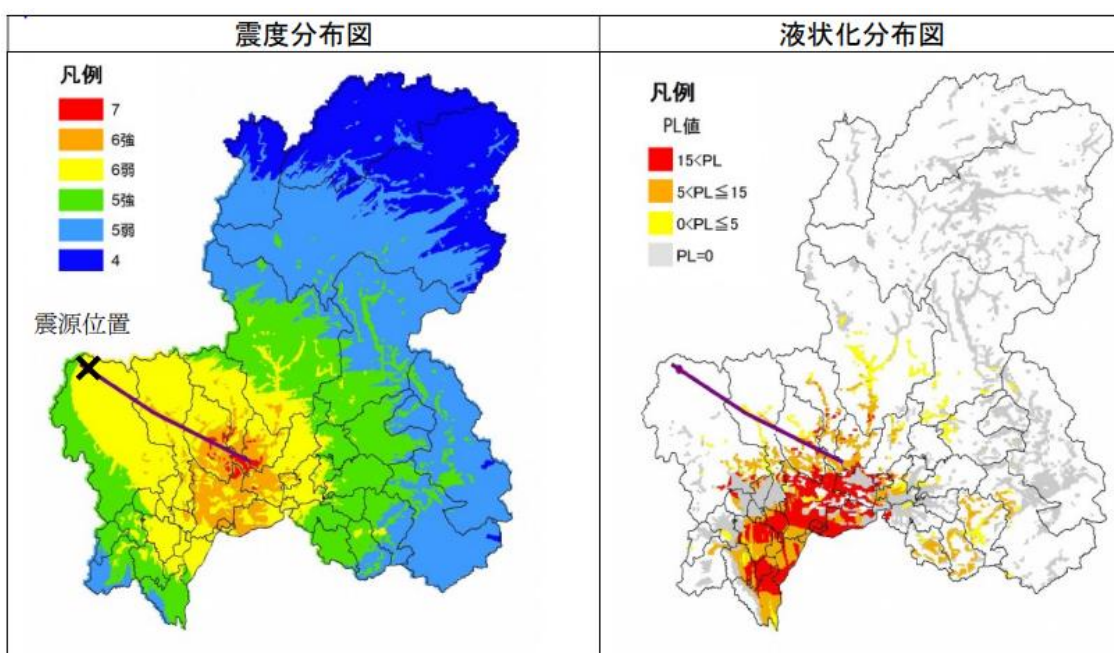 震度分布図
液状化分布図
凡例
7
6強
6弱
5強
5弱
4
震源位置
凡例
PL値
15<PL
5<PL≦15
0<PL≦5
PL=0